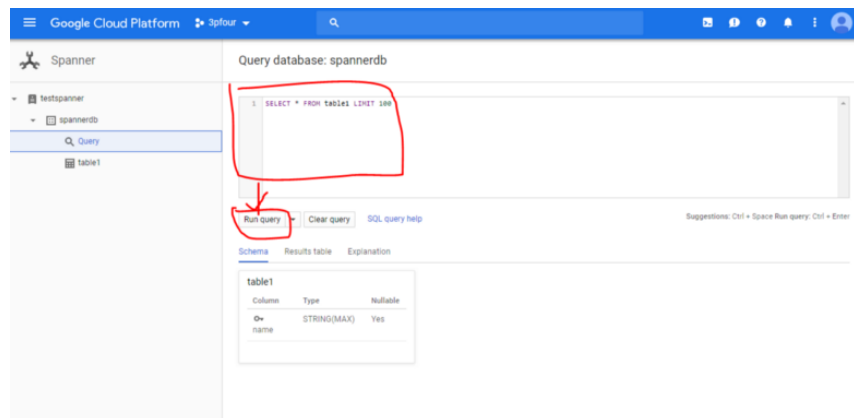 Google Cloud Platform 3pfour
Spanner
Query database: spannerdb
testspanner
spannerdb
Query
table1
1 SELECT * FROM table1 LIMIT 100
Run query Clear query SQL query help
Suggestions: Ctrl + Space Run query: Ctrl + Enter
Schema Results table Explanation
table1
Column Type Nullable
name STRING(MAX) Yes